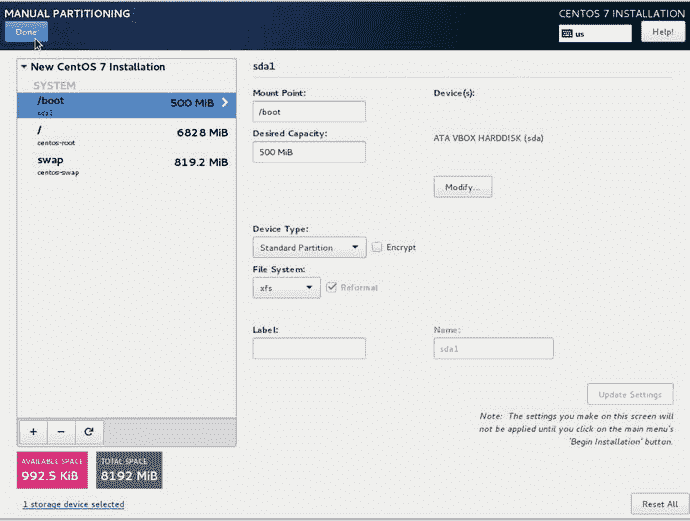 MANUAL PARTITIONING
CENTOS 7 INSTALLATION
Done
us
Help!
New CentOS 7 Installation
SYSTEM
/boot
500 MiB
sda1
/
6828 MiB
centos-root
swap
819.2 MiB
centos-swap
sda1
Mount Point:
Device(s):
/boot
Desired Capacity:
ATA VBOX HARDDISK (sda)
500 MiB
Modify...
Device Type:
Standard Partition
Encrypt
File System:
xfs
Reformat
Label:
Name:
sda1
Update Settings
Note: The settings you make on this screen will
not be applied until you click on the main menu's
'Begin Installation' button.
+
-
AVAILABLE SPACE
992.5 KiB
TOTAL SPACE
8192 MiB
1 storage device selected
Reset All